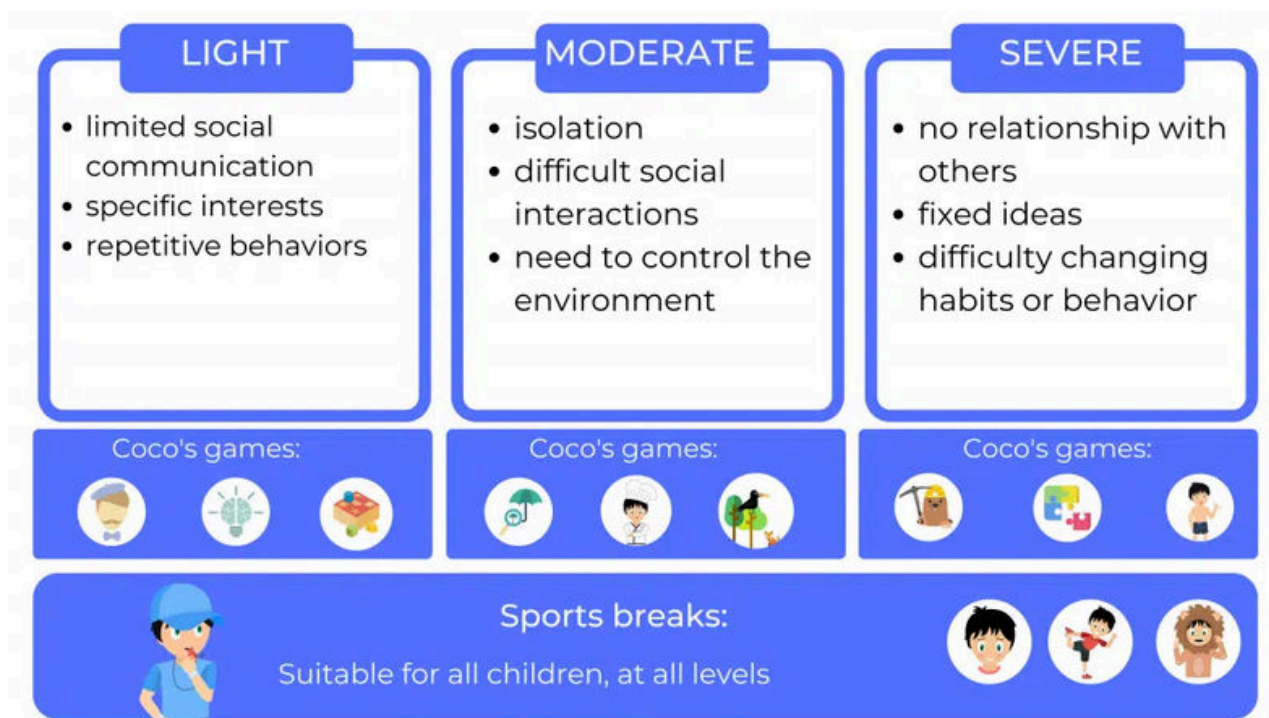 LIGHT
• limited social
communication
• specific interests
• repetitive behaviors
Coco's games:
MODERATE
• isolation
• difficult social
interactions
• need to control the
environment
Coco's games:
SEVERE
• no relationship with
others
• fixed ideas
• difficulty changing
habits or behavior
Coco's games:
Sports breaks:
Suitable for all children, at all levels